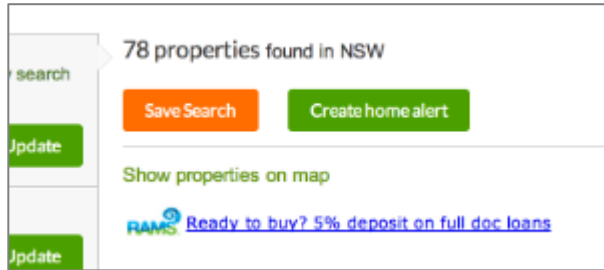 78 properties found in NSW
search
Save Search
Create home alert
Update
Show properties on map
RAMS
Ready to buy? 5% deposit on full doc loans
Update